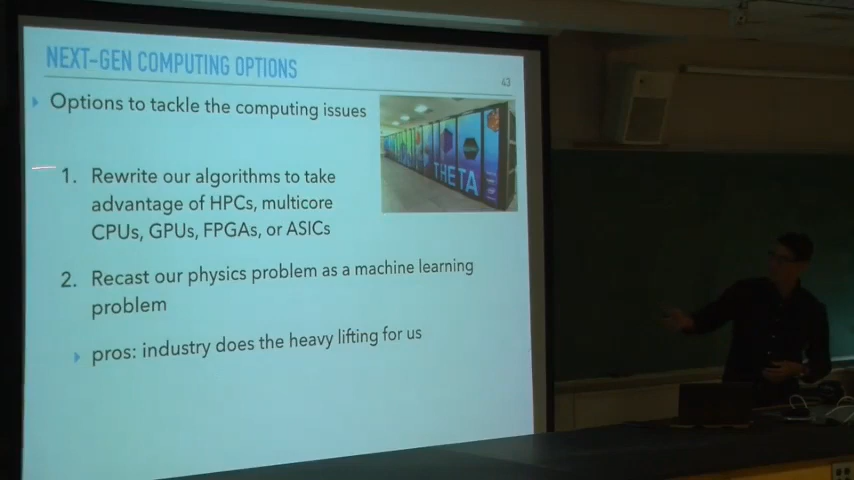 NEXT-GEN COMPUTING OPTIONS
43
Options to tackle the computing issues
THETA
1. Rewrite our algorithms to take
advantage of HPCs, multicore
CPUs, GPUs, FPGAs, or ASICs
2. Recast our physics problem as a machine learning
problem
pros: industry does the heavy lifting for us